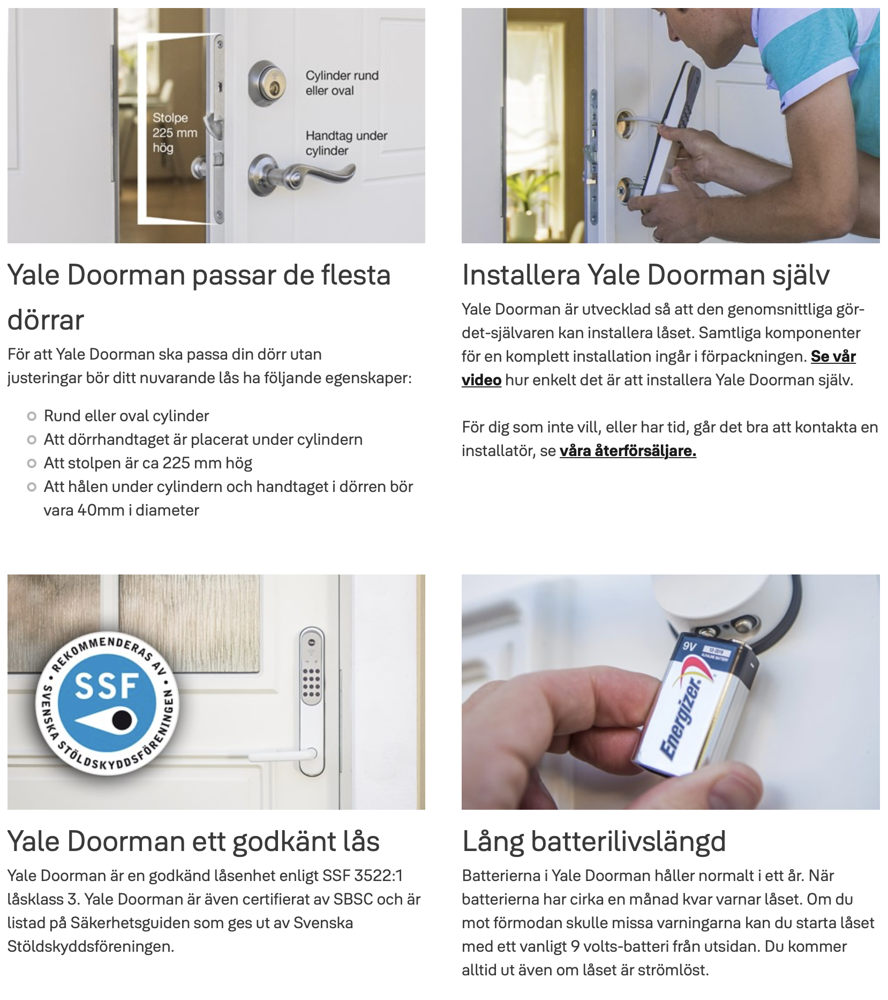 Stolpe
225 mm
hög
Cylinder rund
eller oval
Handtag under
cylinder
Yale Doorman passar de flesta
dörrar
För att Yale Doorman ska passa din dörr utan
justeringar bör ditt nuvarande lås ha följande egenskaper:
Rund eller oval cylinder
Att dörrhandtaget är placerat under cylindern
Att stolpen är ca 225 mm hög
Att hålen under cylindern och handtaget i dörren bör
vara 40mm i diameter
Installera Yale Doorman själv
Yale Doorman är utvecklad så att den genomsnittliga gör-
det-självaren kan installera låset. Samtliga komponenter
för en komplett installation ingår i förpackningen. Se vår
video hur enkelt det är att installera Yale Doorman själv.
För dig som inte vill, eller har tid, går det bra att kontakta en
installatör, se våra återförsäljare.
REKOMMENDERAS AV
SSF
SVENSKA STÖLDSKYDDSFÖRENINGEN
Yale Doorman ett godkänt lås
Yale Doorman är en godkänd låsenhet enligt SSF 3522:1
låsklass 3. Yale Doorman är även certifierat av SBSC och är
listad på Säkerhetsguiden som ges ut av Svenska
Stöldskyddsföreningen.
9V
12-2019
ALKALINE BATTERY
Energizer
Lång batterilivslängd
Batterierna i Yale Doorman håller normalt i ett år. När
batterierna har cirka en månad kvar varnar låset. Om du
mot förmodan skulle missa varningarna kan du starta låset
med ett vanligt 9 volts-batteri från utsidan. Du kommer
alltid ut även om låset är strömlöst.